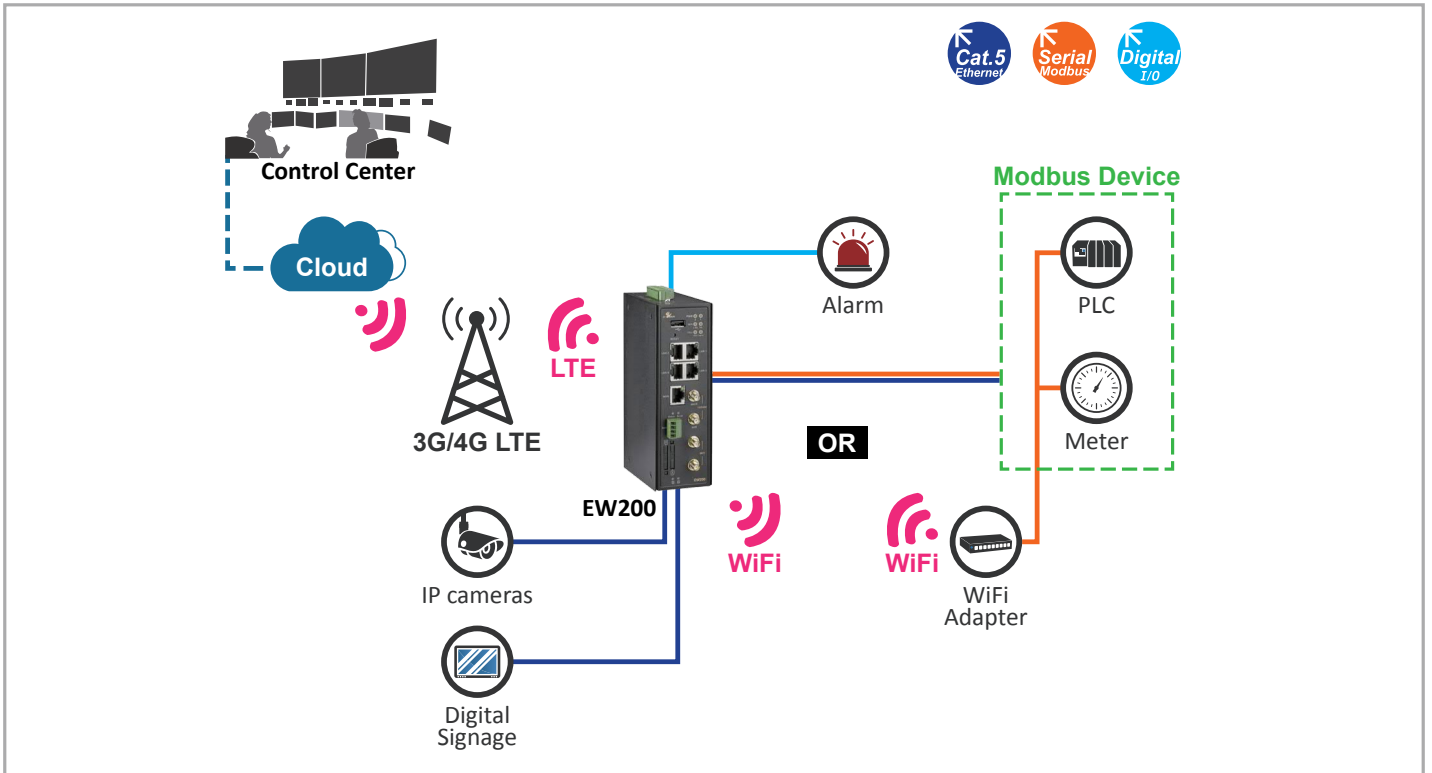 Cat.5
Ethernet
Serial
Modbus
Digital
I/O
Control Center
Modbus Device
Cloud
Alarm
PLC
LTE
3G/4G LTE
Meter
OR
EW200
WiFi
WiFi
IP cameras
WiFi
Adapter
Digital
Signage